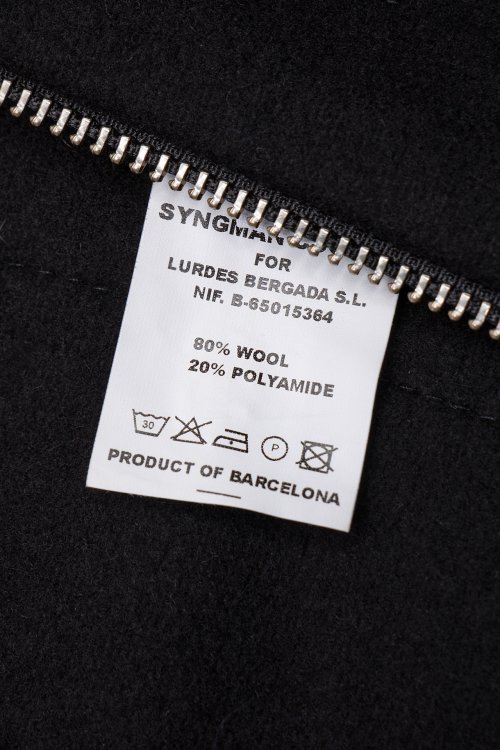 SYNGMAN
FOR
LURDES BERGADA S.L.
NIF. B-65015364
80% WOOL
20% POLYAMIDE
30 P
PRODUCT OF BARCELONA